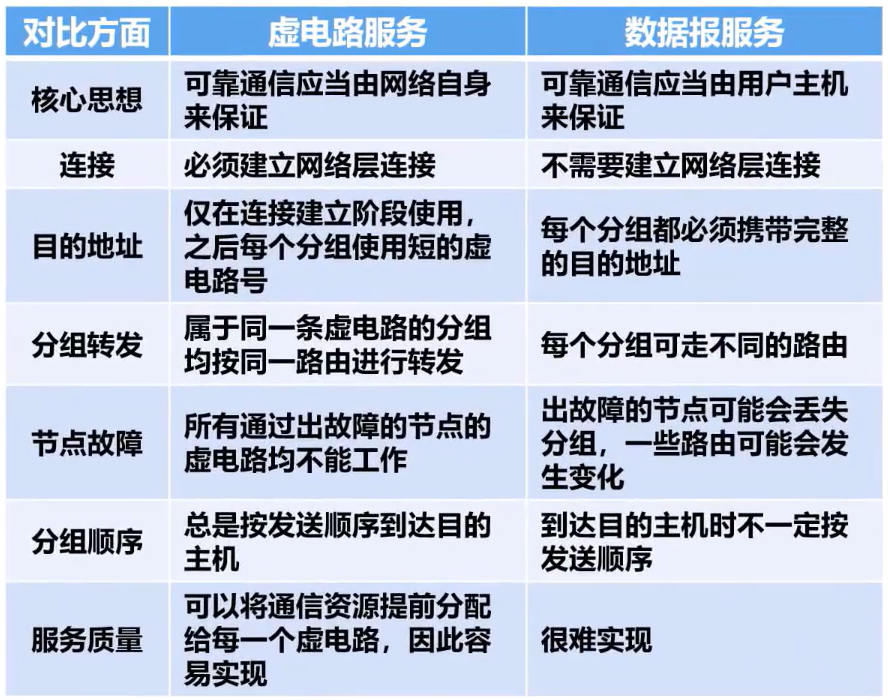 对比方面
虚电路服务
数据报服务
核心思想
可靠通信应当由网络自身
来保证
可靠通信应当由用户主机
来保证
连接
必须建立网络层连接
不需要建立网络层连接
目的地址
仅在连接建立阶段使用，
之后每个分组使用短的虚
电路号
每个分组都必须携带完整
的目的地址
分组转发
属于同一条虚电路的分组
均按同一路由进行转发
每个分组可走不同的路由
节点故障
所有通过出故障的节点的
虚电路均不能工作
出故障的节点可能会丢失
分组，一些路由可能会发
生变化
分组顺序
总是按发送顺序到达目的
主机
到达目的主机时不一定按
发送顺序
服务质量
可以将通信资源提前分配
给每一个虚电路，因此容
易实现
很难实现